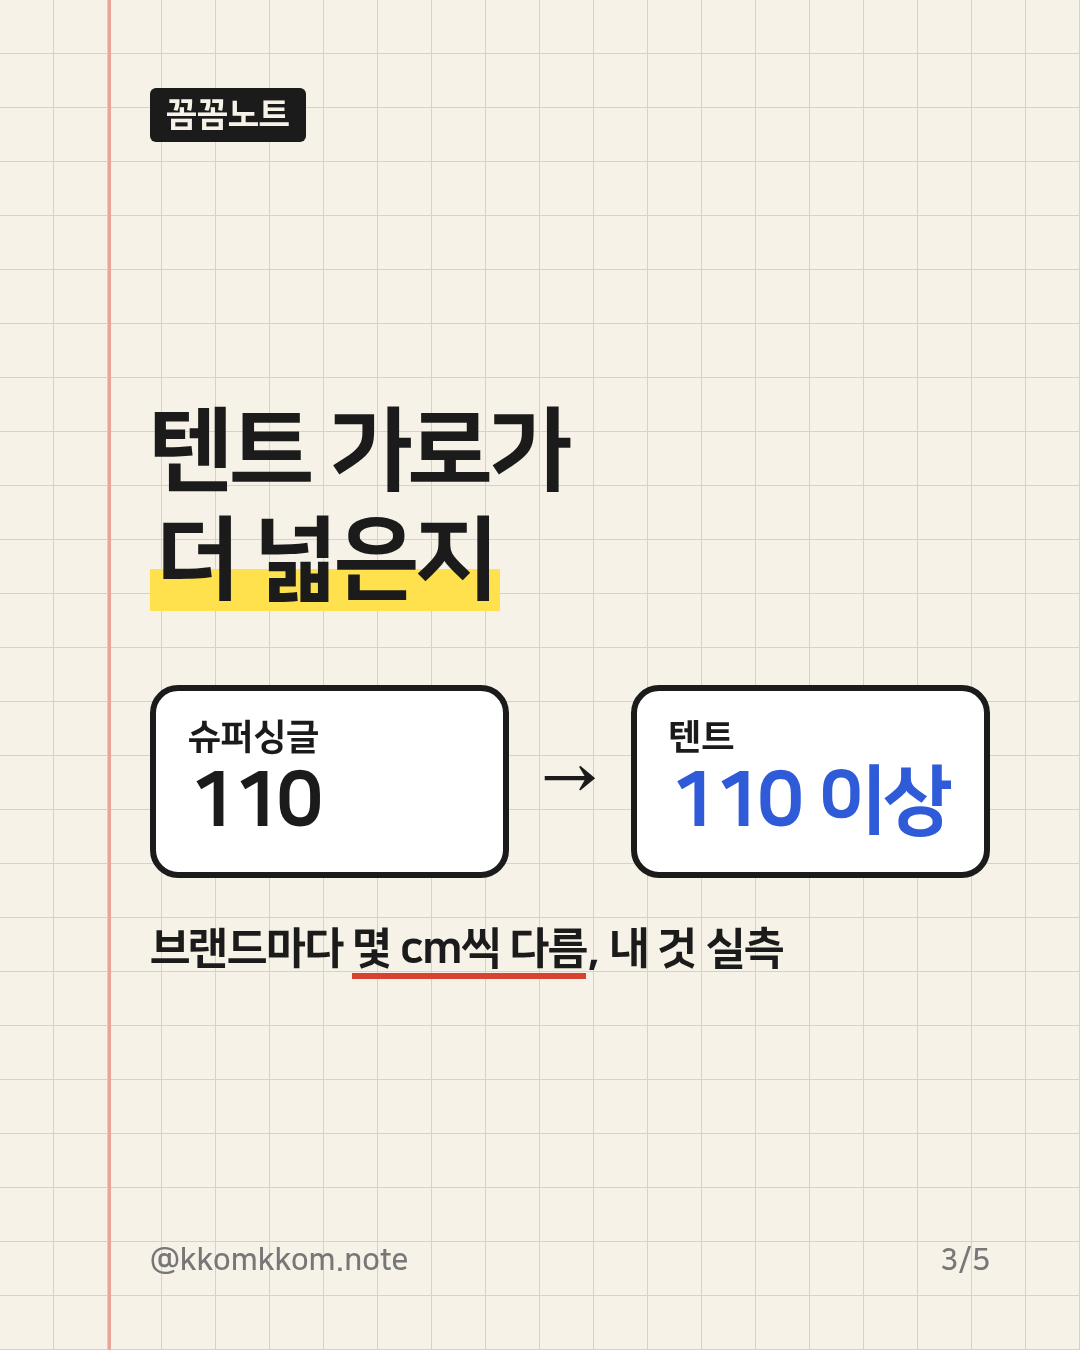 꼼꼼노트
텐트 가로가
더 넓은지
슈퍼싱글
110
→
텐트
110 이상
브랜드마다 몇 cm씩 다름, 내 것 실측
@kkomkkom.note
3/5